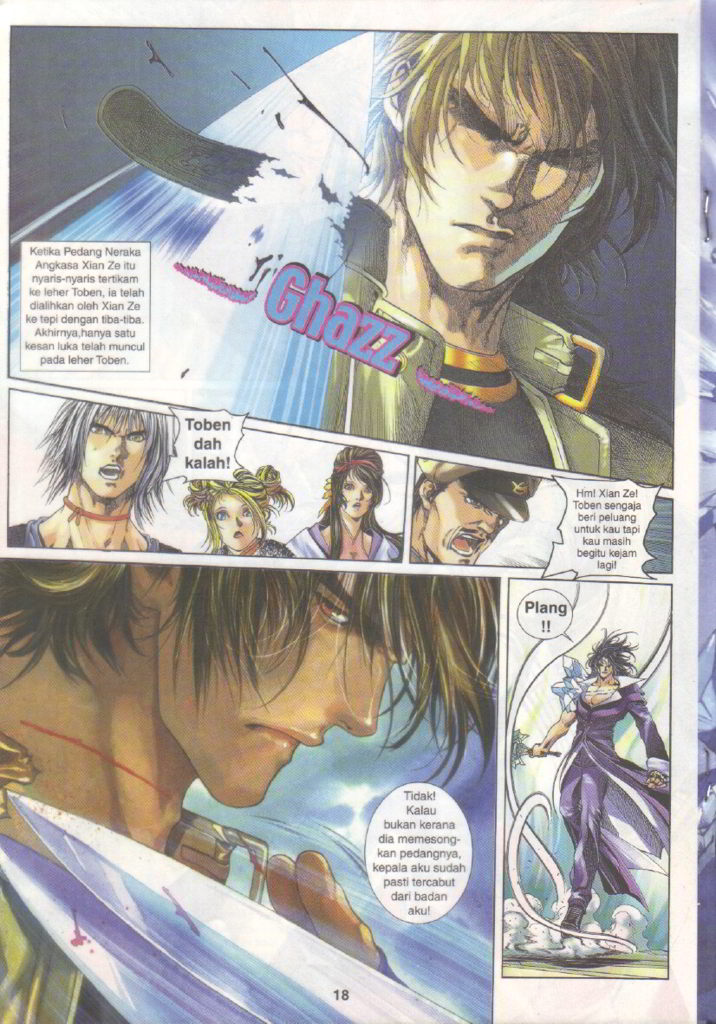 Ketika Pedang Neraka
Angkasa Xian Ze itu
nyaris-nyaris tertikam
ke leher Toben, ia telah
dialihkan oleh Xian Ze
ke tepi dengan tiba-tiba.
Akhirnya,hanya satu
kesan luka telah muncul
pada leher Toben.
Ghazz
Toben
dah
kalah!
Hm! Xian Ze!
Toben sengaja
beri peluang
untuk kau tapi
kau masih
begitu kejam
lagi!
Plang
!!
Tidak!
Kalau
bukan kerana
dia memesong-
kan pedangnya,
kepala aku sudah
pasti tercabut
dari badan
aku!
18